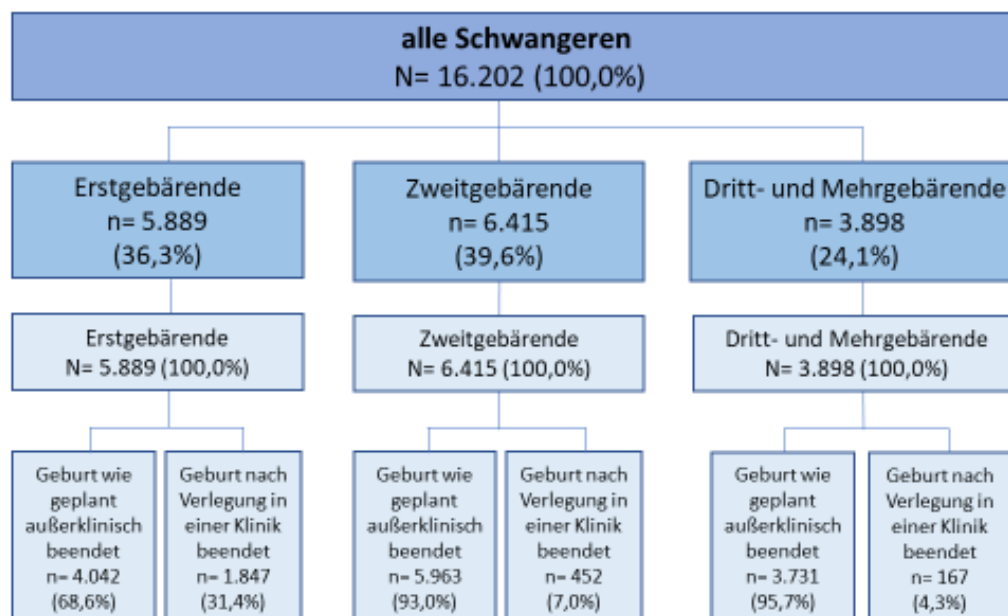 alle Schwangeren
N= 16.202 (100,0%)
Erstgebärende
n= 5.889
(36,3%)
Zweitgebärende
n= 6.415
(39,6%)
Dritt- und Mehrgebärende
n= 3.898
(24,1%)
Erstgebärende
N= 5.889 (100,0%)
Zweitgebärende
N= 6.415 (100,0%)
Dritt- und Mehrgebärende
N= 3.898 (100,0%)
Geburt wie
geplant
außerklinisch
beendet
n= 4.042
(68,6%)
Geburt nach
Verlegung in
einer Klinik
beendet
n= 1.847
(31,4%)
Geburt wie
geplant
außerklinisch
beendet
n= 5.963
(93,0%)
Geburt nach
Verlegung in
einer Klinik
beendet
n= 452
(7,0%)
Geburt wie
geplant
außerklinisch
beendet
n= 3.731
(95,7%)
Geburt nach
Verlegung in
einer Klinik
beendet
n= 167
(4,3%)